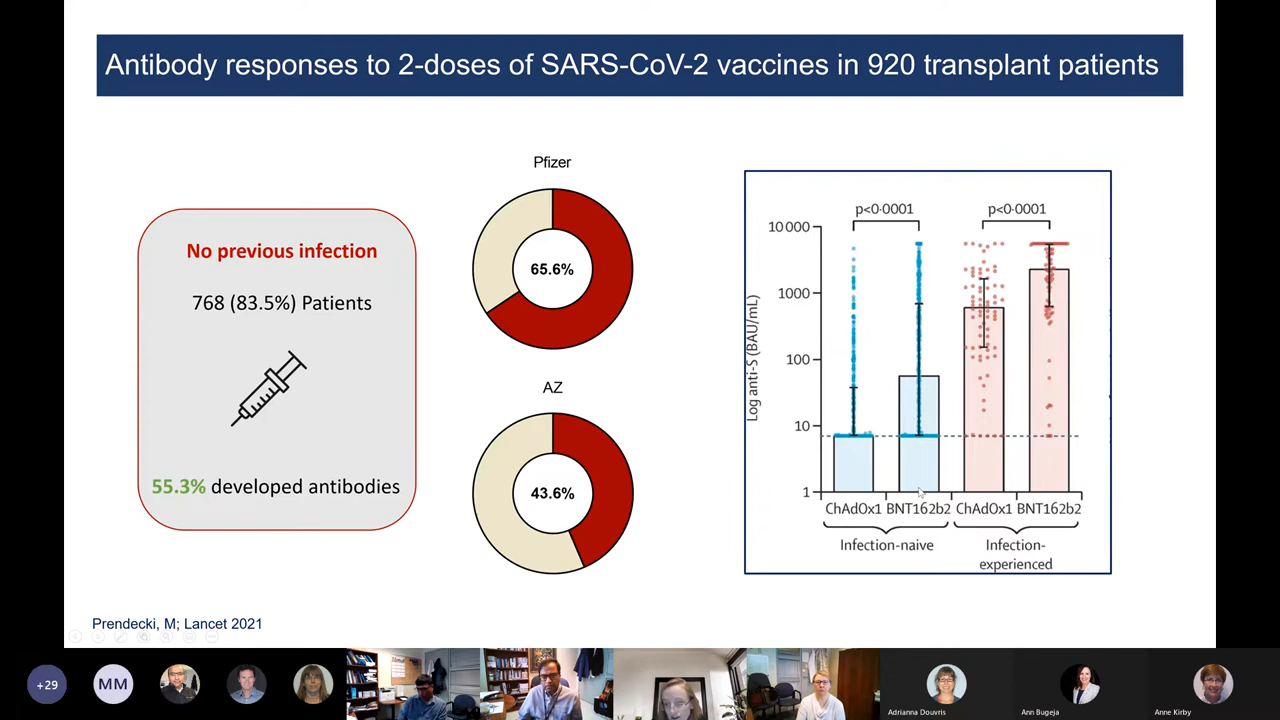 Antibody responses to 2-doses of SARS-CoV-2 vaccines in 920 transplant patients
No previous infection
768 (83.5%) Patients
55.3% developed antibodies
Pfizer
65.6%
AZ
43.6%
Log anti-S (BAU/mL)
10 000
1000
100
10
1
p<0·0001
p<0·0001
ChAdOx1
BNT162b2
ChAdOx1
BNT162b2
Infection-naive
Infection-
experienced
Prendecki, M; Lancet 2021
+29
MM
Adrianna Douvris
Ann Bugeja
Anne Kirby